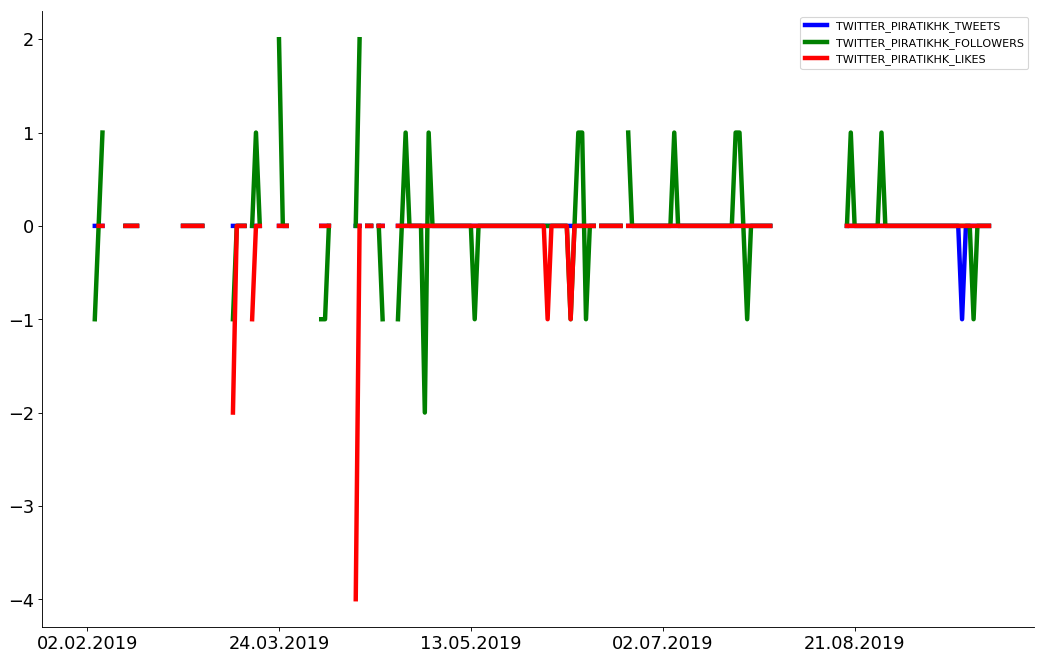 TWITTER_PIRATIKHK_TWEETS
TWITTER_PIRATIKHK_FOLLOWERS
TWITTER_PIRATIKHK_LIKES
2
1
0
−1
−2
−3
−4
02.02.2019 24.03.2019 13.05.2019 02.07.2019 21.08.2019